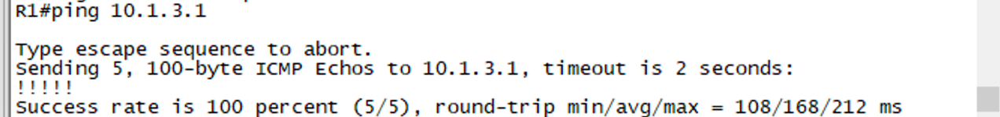 R1#ping 10.1.3.1
Type escape sequence to abort.
Sending 5, 100-byte ICMP Echos to 10.1.3.1, timeout is 2 seconds:
!!!!!
Success rate is 100 percent (5/5), round-trip min/avg/max = 108/168/212 ms